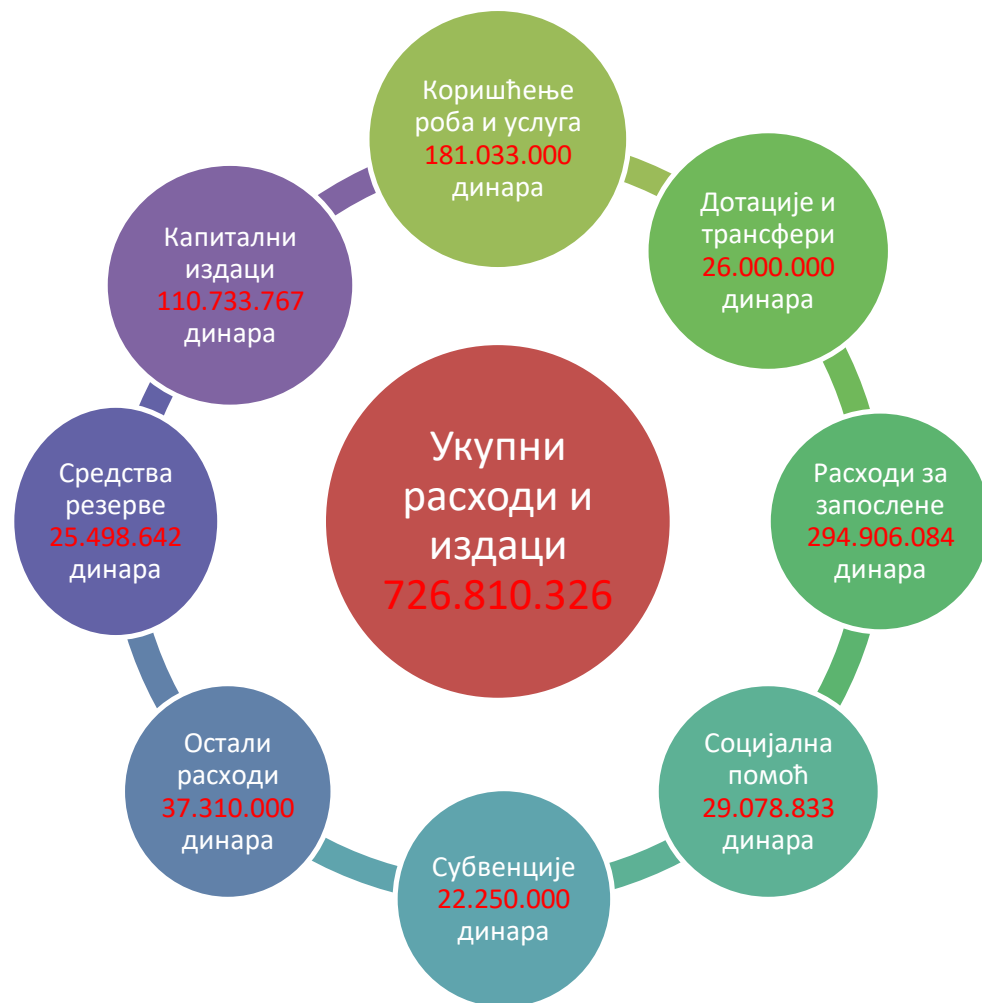 Коришћење
роба и услуга
181.033.000
динара
Дотације и
трансфери
26.000.000
динара
Расходи за
запослене
294.906.084
динара
Социјална
помоћ
29.078.833
динара
Субвенције
22.250.000
динара
Остали
расходи
37.310.000
динара
Средства
резерве
25.498.642
динара
Капитални
издаци
110.733.767
динара
Укупни
расходи и
издаци
726.810.326